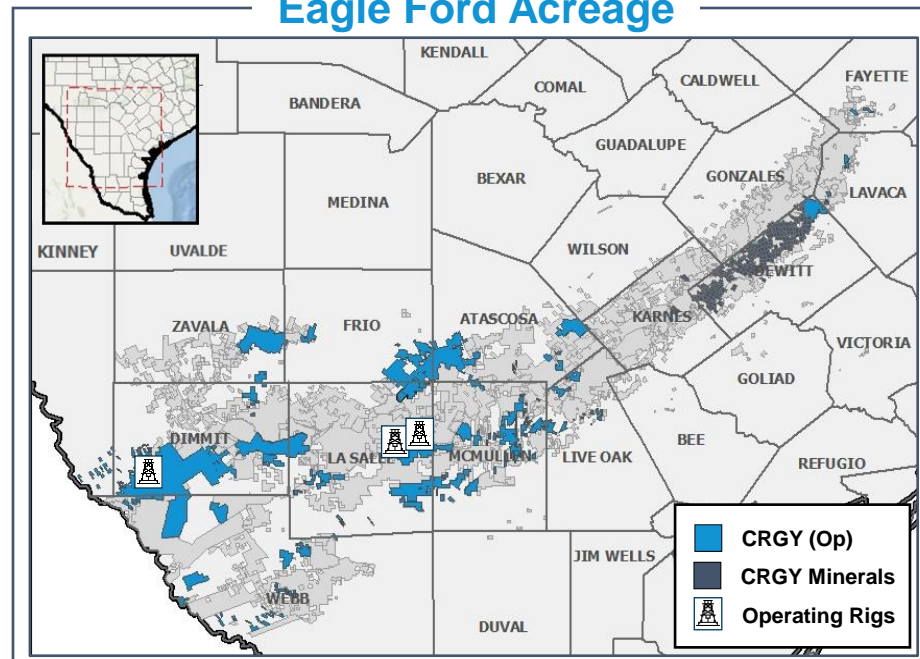 Eagle Ford Acreage
KENDALL
COMAL
CALDWELL
FAYETTE
BANDERA
GUADALUPE
BEXAR
GONZALES
MEDINA
LAVACA
KINNEY
UVALDE
WILSON
DEWITT
ZAVALA
FRIO
ATASCOSA
KARNES
VICTORIA
GOLIAD
DIMMIT
LA SALLE
MCMULLEN
LIVE OAK
BEE
REFUGIO
JIM WELLS
WEBB
DUVAL
CRGY (Op)
CRGY Minerals
Operating Rigs